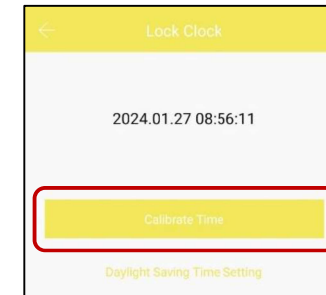 Lock Clock
2024.01.27 08:56:11
Calibrate Time
Daylight Saving Time Setting